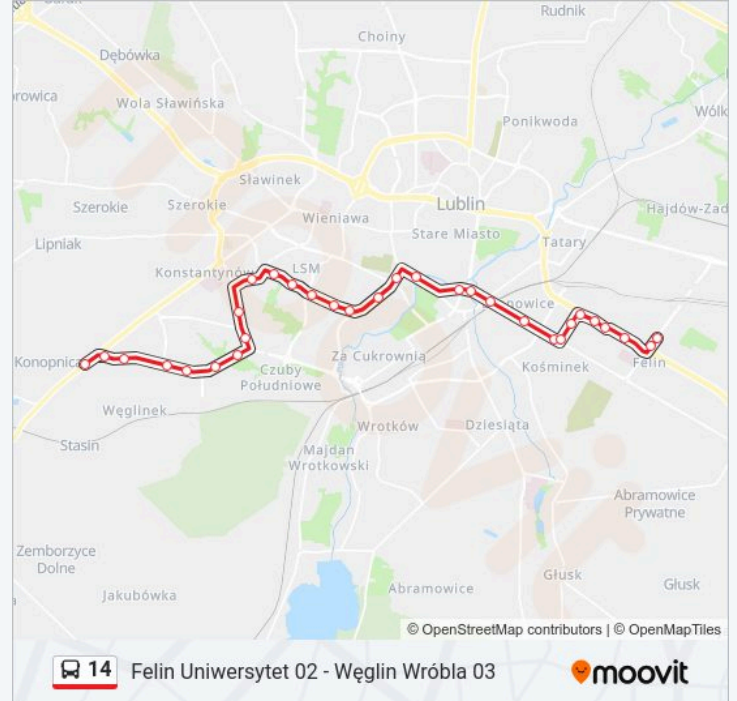 Rudnik
Choiny
Dębówka
Wola Sławińska
Wólk
Ponikwoda
Sławinek
Szerokie
Szerokie
Wieniawa
Lublin
Hajdów-Zad
Stare Miasto
Tatary
Lipniak
Konstantynów
LSM
Konopnica
Za Cukrownią
Felin
Kośminek
Czuby
Południowe
Węglinek
Wrotków
Dziesiąta
Stasin
Majdan
Wrotkowski
Abramowice
Prywatne
Zemborzyce
Dolne
Głusk
Głusk
Jakubówka
Abramowice
© OpenStreetMap contributors | © OpenMapTiles
14 Felin Uniwersytet 02 - Węglin Wróbla 03
moovit